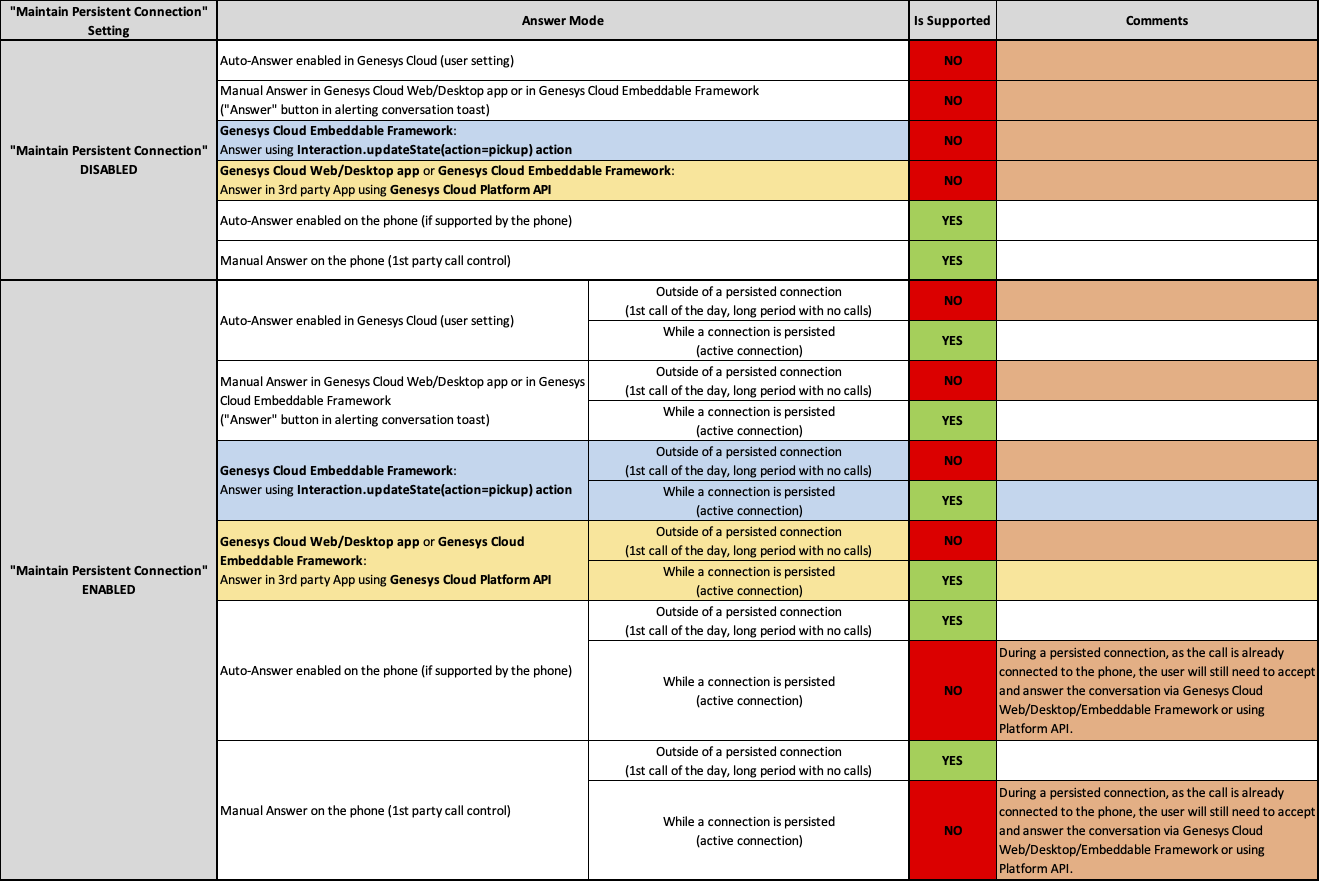 "Maintain Persistent Connection"
Setting
Answer Mode
Is Supported
Comments
"Maintain Persistent Connection"
DISABLED
Auto-Answer enabled in Genesys Cloud (user setting)
NO
Manual Answer in Genesys Cloud Web/Desktop app or in Genesys Cloud Embeddable Framework
("Answer" button in alerting conversation toast)
NO
Genesys Cloud Embeddable Framework:
Answer using Interaction.updateState(action=pickup) action
NO
Genesys Cloud Web/Desktop app or Genesys Cloud Embeddable Framework:
Answer in 3rd party App using Genesys Cloud Platform API
NO
Auto-Answer enabled on the phone (if supported by the phone)
YES
Manual Answer on the phone (1st party call control)
YES
"Maintain Persistent Connection"
ENABLED
Auto-Answer enabled in Genesys Cloud (user setting)
Outside of a persisted connection
(1st call of the day, long period with no calls)
NO
While a connection is persisted
(active connection)
YES
Manual Answer in Genesys Cloud Web/Desktop app or in Genesys
Cloud Embeddable Framework
("Answer" button in alerting conversation toast)
Outside of a persisted connection
(1st call of the day, long period with no calls)
NO
While a connection is persisted
(active connection)
YES
Genesys Cloud Embeddable Framework:
Answer using Interaction.updateState(action=pickup) action
Outside of a persisted connection
(1st call of the day, long period with no calls)
NO
While a connection is persisted
(active connection)
YES
Genesys Cloud Web/Desktop app or Genesys Cloud
Embeddable Framework:
Answer in 3rd party App using Genesys Cloud Platform API
Outside of a persisted connection
(1st call of the day, long period with no calls)
NO
While a connection is persisted
(active connection)
YES
Auto-Answer enabled on the phone (if supported by the phone)
Outside of a persisted connection
(1st call of the day, long period with no calls)
YES
While a connection is persisted
(active connection)
NO
During a persisted connection, as the call is already
connected to the phone, the user will still need to accept
and answer the conversation via Genesys Cloud
Web/Desktop/Embeddable Framework or using
Platform API.
Manual Answer on the phone (1st party call control)
Outside of a persisted connection
(1st call of the day, long period with no calls)
YES
While a connection is persisted
(active connection)
NO
During a persisted connection, as the call is already
connected to the phone, the user will still need to accept
and answer the conversation via Genesys Cloud
Web/Desktop/Embeddable Framework or using
Platform API.